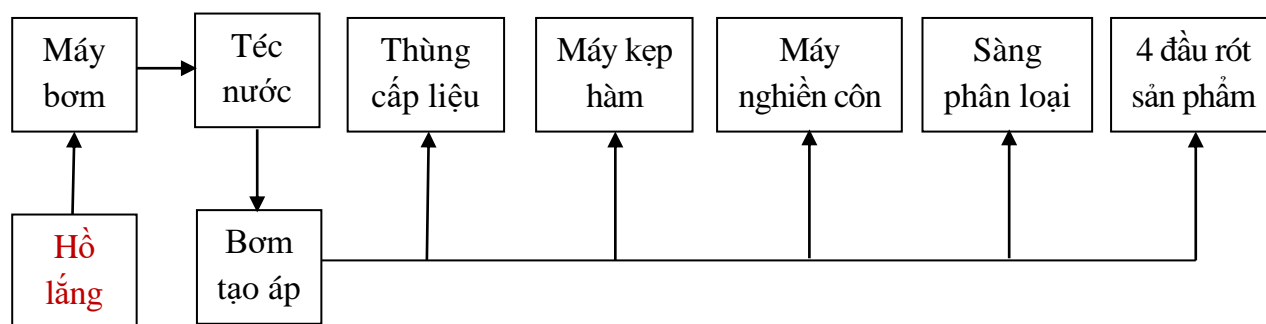 Máy
bơm
Téc
nước
Thùng
cấp liệu
Máy kẹp
hàm
Máy
nghiền côn
Sàng
phân loại
4 đầu rót
sản phẩm
Hồ
lắng
Bơm
tạo áp